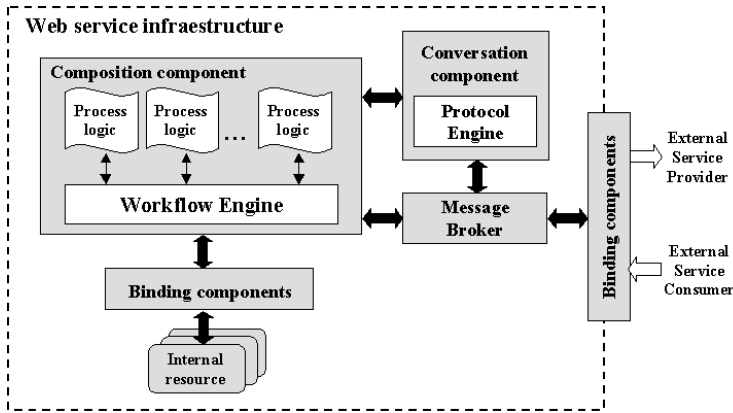 Web service infraestructure
Composition component
Process
logic
Process
logic
...
Process
logic
Workflow Engine
Conversation
component
Protocol
Engine
Message
Broker
Binding components
Internal
resource
Binding components
External
Service
Provider
External
Service
Consumer